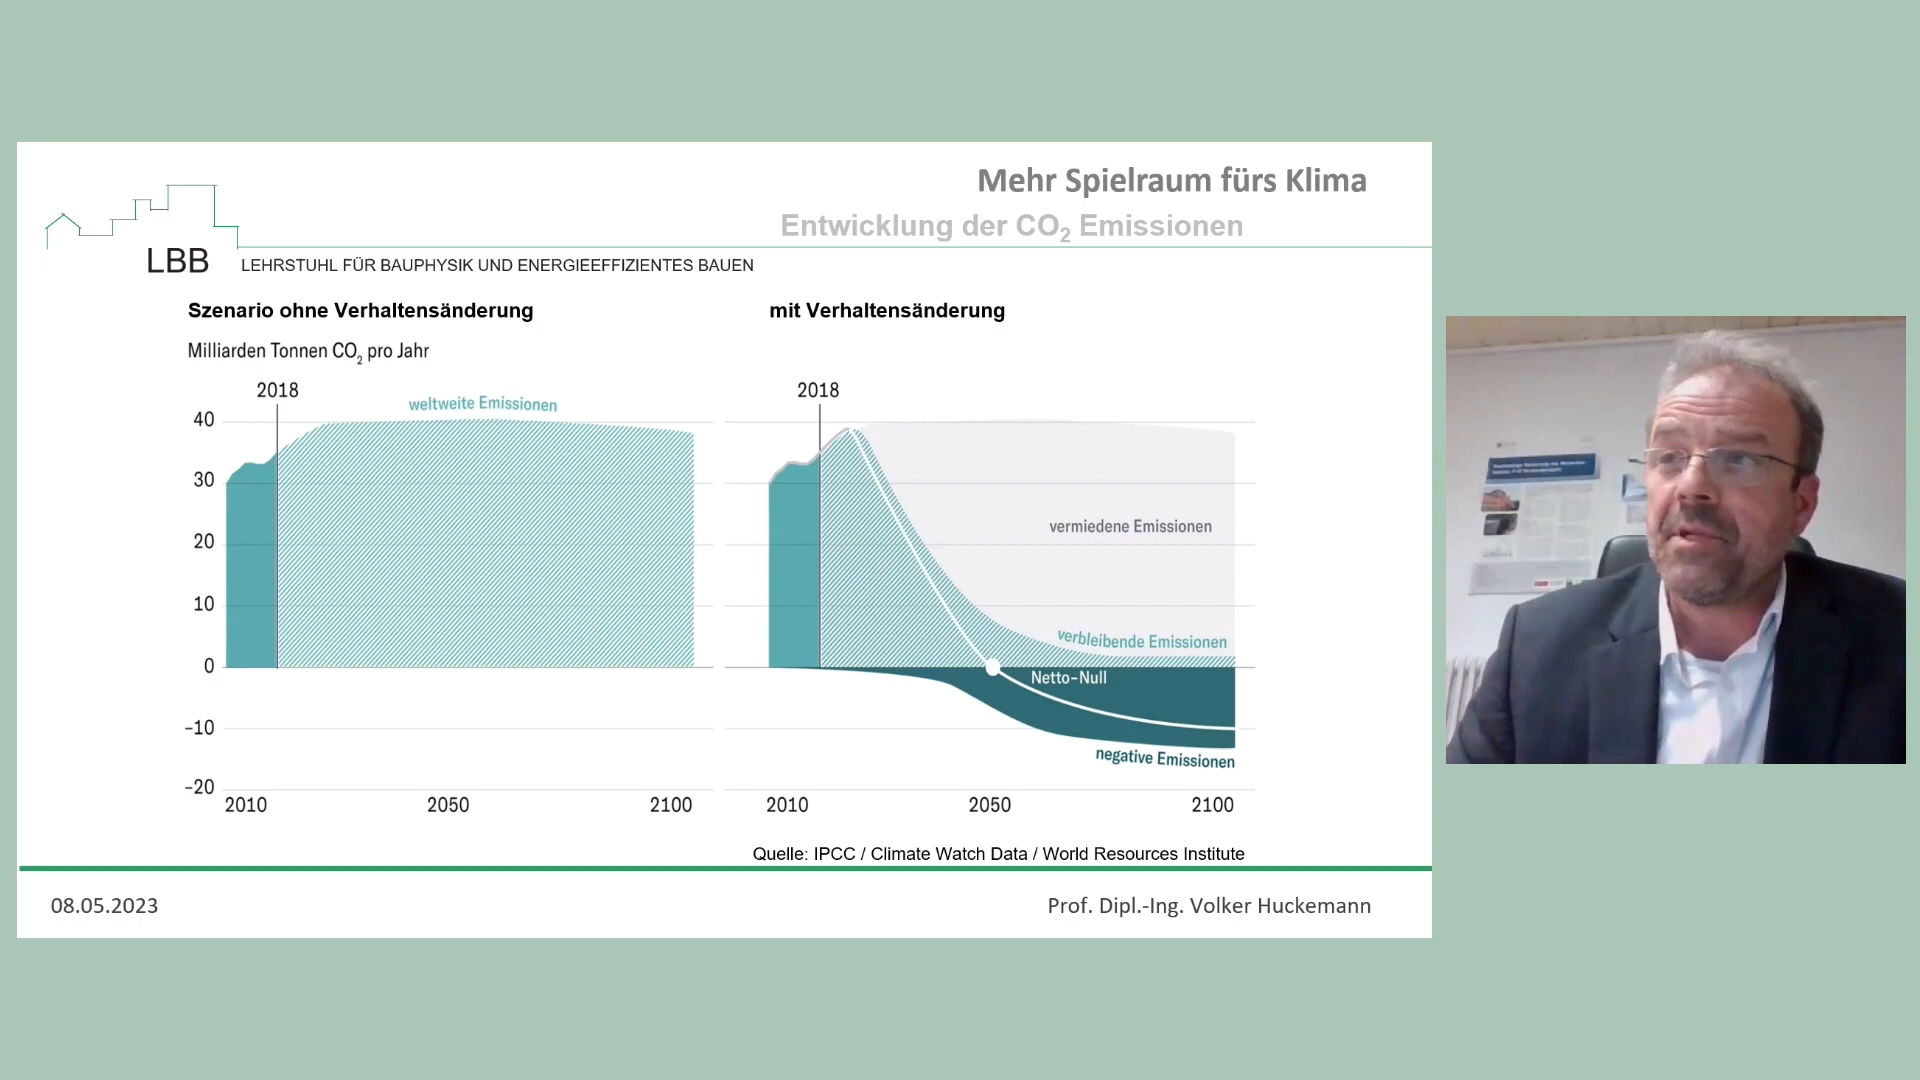 Mehr Spielraum fürs Klima
Entwicklung der CO₂ Emissionen
LBB
LEHRSTUHL FÜR BAUPHYSIK UND ENERGIEEFFIZIENTES BAUEN
Szenario ohne Verhaltensänderung
mit Verhaltensänderung
Milliarden Tonnen CO₂ pro Jahr
2018
weltweite Emissionen
40
30
20
10
0
–10
–20
2010
2050
2100
2018
vermiedene Emissionen
verbleibende Emissionen
Netto-Null
negative Emissionen
2010
2050
2100
Quelle: IPCC / Climate Watch Data / World Resources Institute
08.05.2023
Prof. Dipl.-Ing. Volker Huckemann